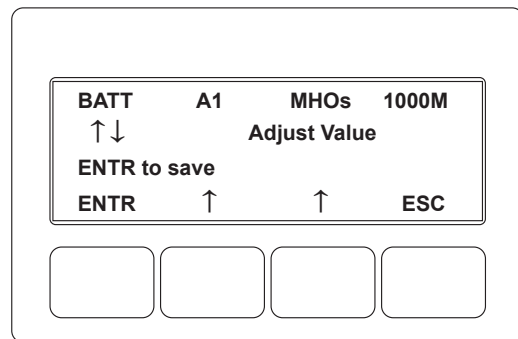 BATT A1 MHOs 1000M
↑↓ Adjust Value
ENTR to save
ENTR ↑ ↑ ESC